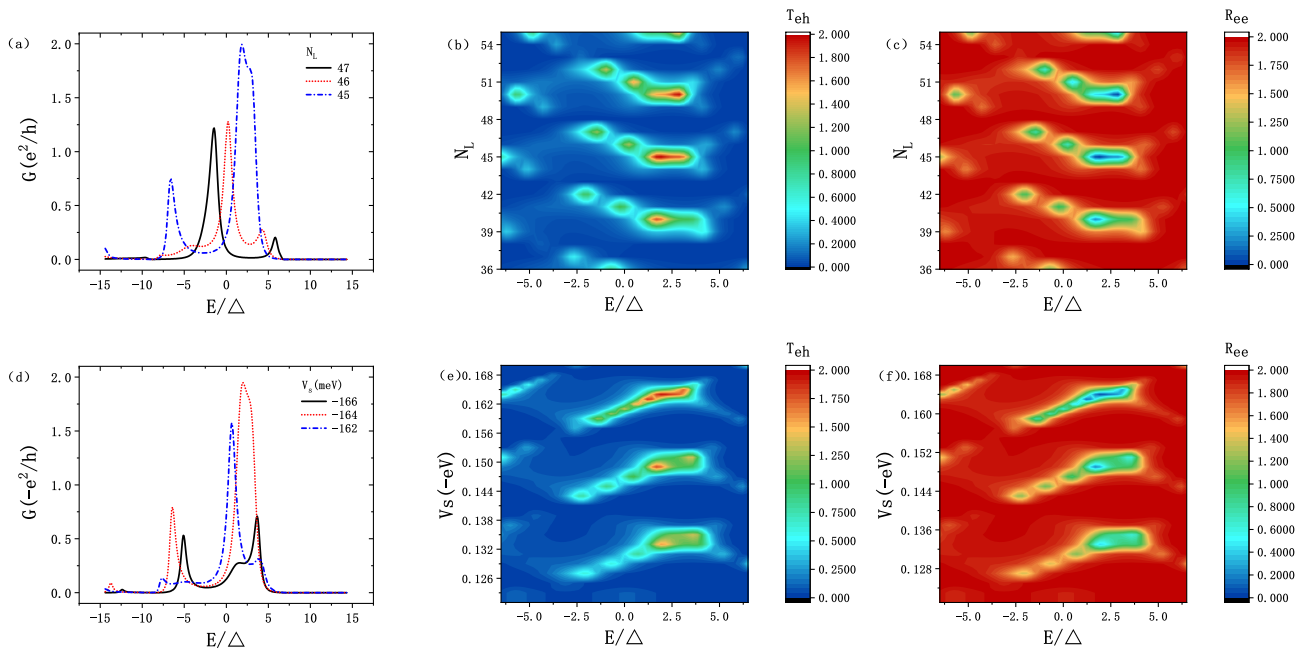 (a)
G(e²/h)
2.0
1.5
1.0
0.5
0.0
N_L
47
46
45
-15 -10 -5 0 5 10 15
E/△
(b)
N_L
54
51
48
45
42
39
36
-5.0 -2.5 0.0 2.5 5.0
E/△
T_eh
2.000
1.800
1.600
1.400
1.200
1.000
0.8000
0.6000
0.4000
0.2000
0.000
(c)
N_L
54
51
48
45
42
39
36
-5.0 -2.5 0.0 2.5 5.0
E/△
R_ee
2.000
1.750
1.500
1.250
1.000
0.7500
0.5000
0.2500
0.000
(d)
G(-e²/h)
2.0
1.5
1.0
0.5
0.0
V_s(meV)
-166
-164
-162
-15 -10 -5 0 5 10 15
E/△
(e)
Vs(-eV)
0.168
0.162
0.156
0.150
0.144
0.138
0.132
0.126
-5.0 -2.5 0.0 2.5 5.0
E/△
T_eh
2.000
1.800
1.600
1.400
1.200
1.000
0.8000
0.6000
0.4000
0.2000
0.000
(f)
Vs(-eV)
0.168
0.160
0.152
0.144
0.136
0.128
-5.0 -2.5 0.0 2.5 5.0
E/△
R_ee
2.000
1.800
1.600
1.400
1.200
1.000
0.8000
0.6000
0.4000
0.2000
0.000